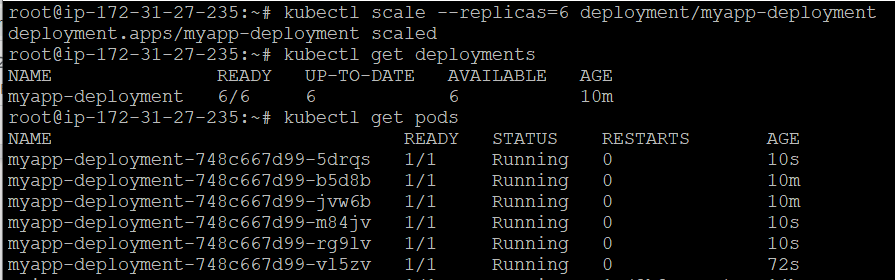 root@ip-172-31-27-235:~# kubectl scale --replicas=6 deployment/myapp-deployment
deployment.apps/myapp-deployment scaled
root@ip-172-31-27-235:~# kubectl get deployments
NAME READY UP-TO-DATE AVAILABLE AGE
myapp-deployment 6/6 6 6 10m
root@ip-172-31-27-235:~# kubectl get pods
NAME READY STATUS RESTARTS AGE
myapp-deployment-748c667d99-5drqs 1/1 Running 0 10s
myapp-deployment-748c667d99-b5d8b 1/1 Running 0 10m
myapp-deployment-748c667d99-jvw6b 1/1 Running 0 10m
myapp-deployment-748c667d99-m84jv 1/1 Running 0 10s
myapp-deployment-748c667d99-rg9lv 1/1 Running 0 10s
myapp-deployment-748c667d99-vl5zv 1/1 Running 0 72s